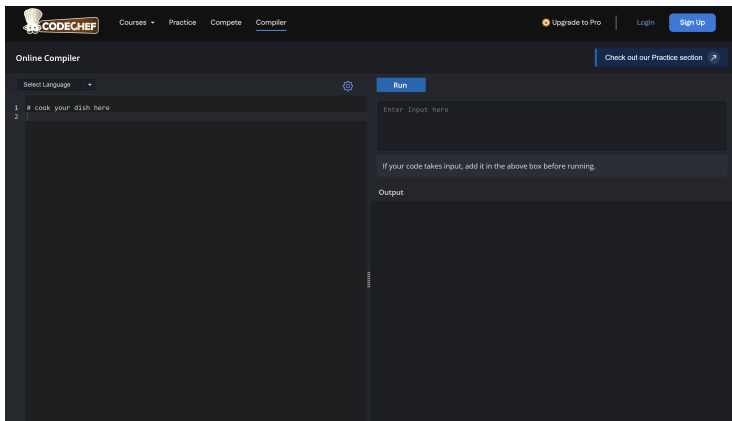 CODECHEF
Courses
Practice
Compete
Compiler
Upgrade to Pro
Login
Sign Up
Online Compiler
Check out our Practice section
Select Language
1 # cook your dish here
2
Run
Enter Input here
If your code takes input, add it in the above box before running.
Output